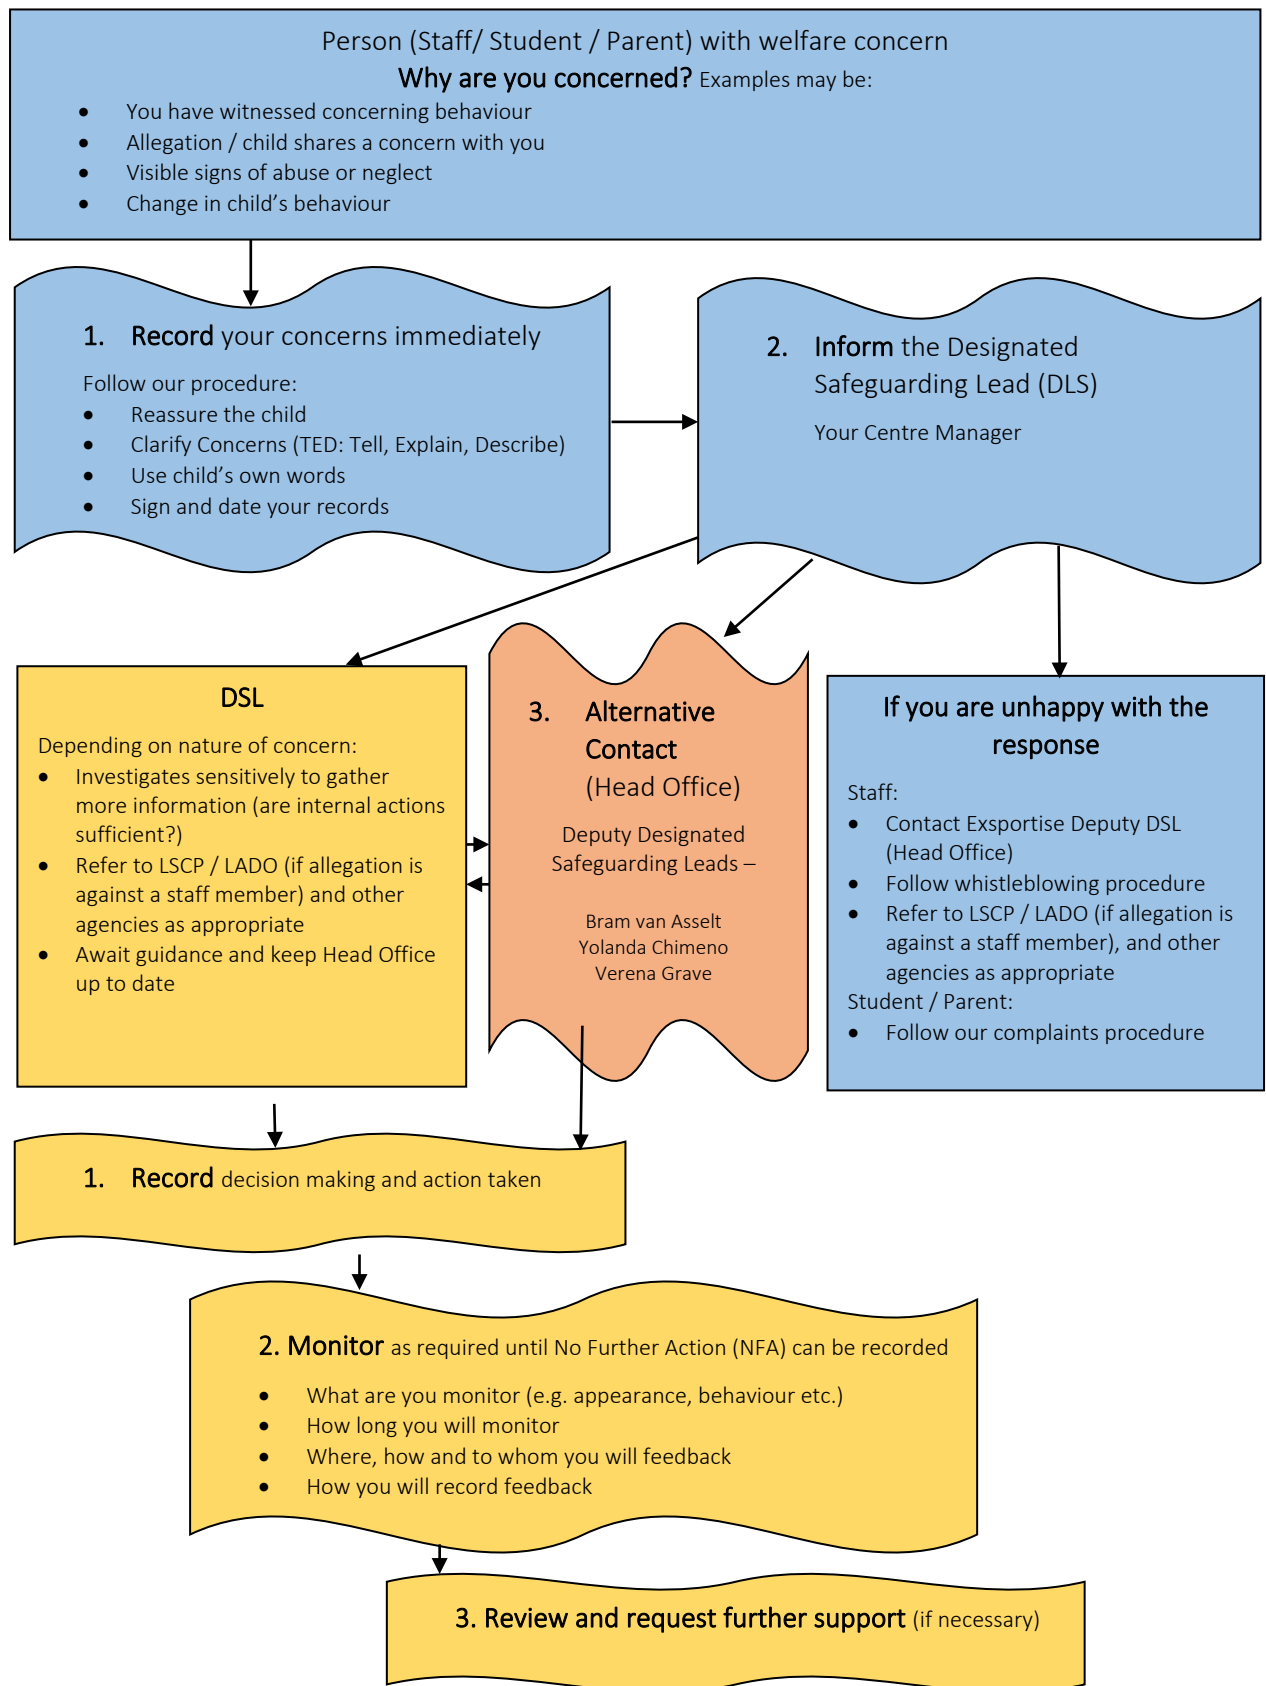 Person (Staff/ Student / Parent) with welfare concern
Why are you concerned? Examples may be:
• You have witnessed concerning behaviour
• Allegation / child shares a concern with you
• Visible signs of abuse or neglect
• Change in child’s behaviour
1. Record your concerns immediately
Follow our procedure:
• Reassure the child
• Clarify Concerns (TED: Tell, Explain, Describe)
• Use child’s own words
• Sign and date your records
2. Inform the Designated
Safeguarding Lead (DLS)
Your Centre Manager
DSL
Depending on nature of concern:
• Investigates sensitively to gather
more information (are internal actions
sufficient?)
• Refer to LSCP / LADO (if allegation is
against a staff member) and other
agencies as appropriate
• Await guidance and keep Head Office
up to date
3. Alternative
Contact
(Head Office)
Deputy Designated
Safeguarding Leads –
Bram van Asselt
Yolanda Chimeno
Verena Grave
If you are unhappy with the
response
Staff:
• Contact Exsportise Deputy DSL
(Head Office)
• Follow whistleblowing procedure
• Refer to LSCP / LADO (if allegation is
against a staff member), and other
agencies as appropriate
Student / Parent:
• Follow our complaints procedure
1. Record decision making and action taken
2. Monitor as required until No Further Action (NFA) can be recorded
• What are you monitor (e.g. appearance, behaviour etc.)
• How long you will monitor
• Where, how and to whom you will feedback
• How you will record feedback
3. Review and request further support (if necessary)